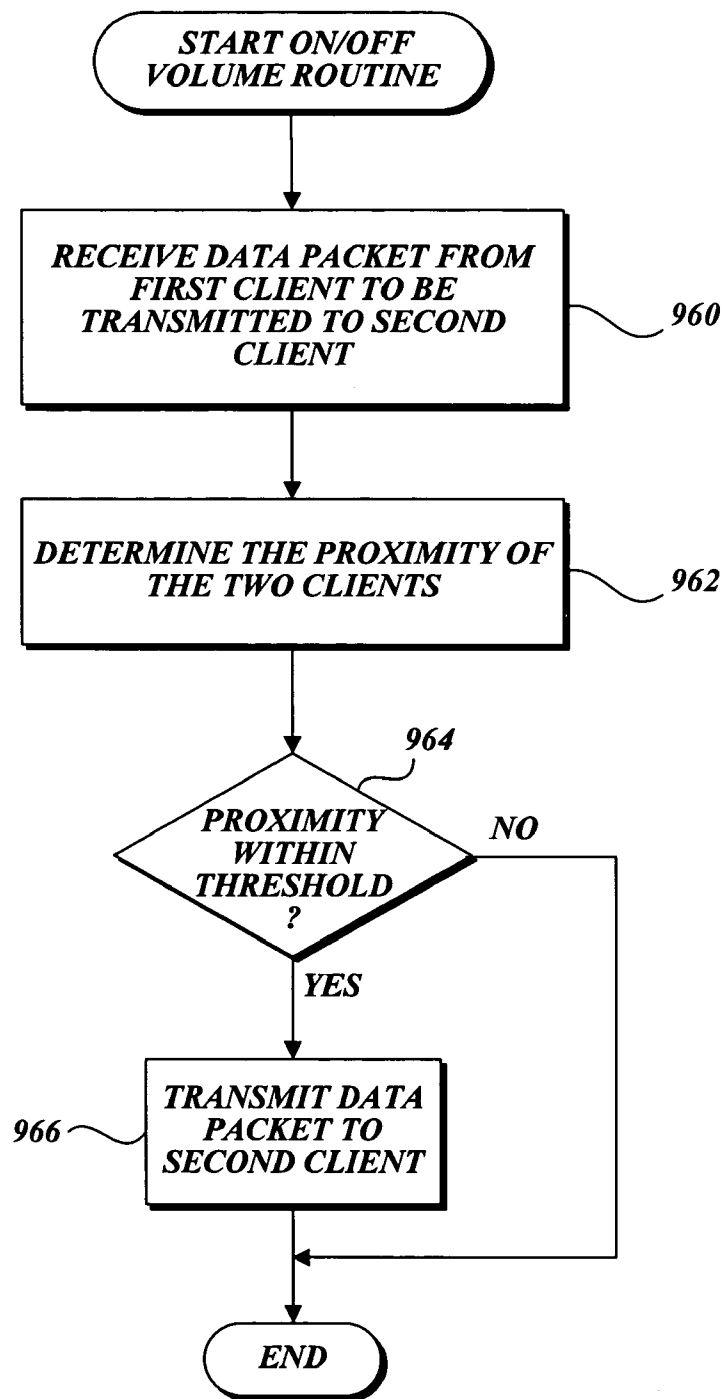 START ON/OFF
VOLUME ROUTINE
RECEIVE DATA PACKET FROM
FIRST CLIENT TO BE
TRANSMITTED TO SECOND
CLIENT
960
DETERMINE THE PROXIMITY OF
THE TWO CLIENTS
962
964
PROXIMITY
WITHIN
THRESHOLD
?
NO
YES
TRANSMIT DATA
PACKET TO
SECOND CLIENT
966
END